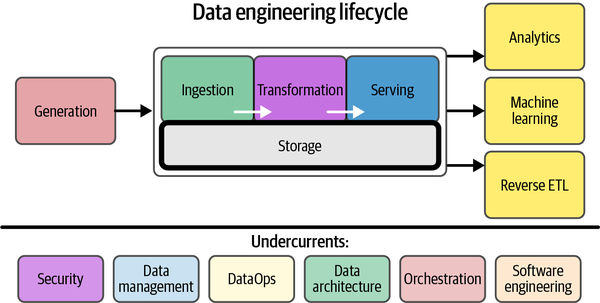 Data engineering lifecycle
Generation
Ingestion
Transformation
Serving
Storage
Analytics
Machine
learning
Reverse ETL
Undercurrents:
Security
Data
management
DataOps
Data
architecture
Orchestration
Software
engineering